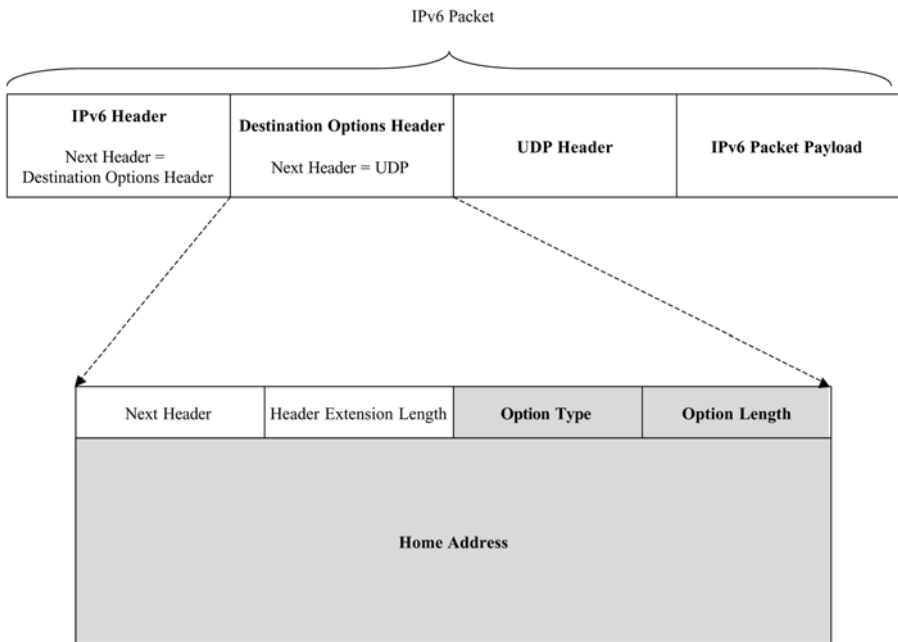 IPv6 Packet
IPv6 Header
Next Header =
Destination Options Header
Destination Options Header
Next Header = UDP
UDP Header
IPv6 Packet Payload
Next Header
Header Extension Length
Option Type
Option Length
Home Address